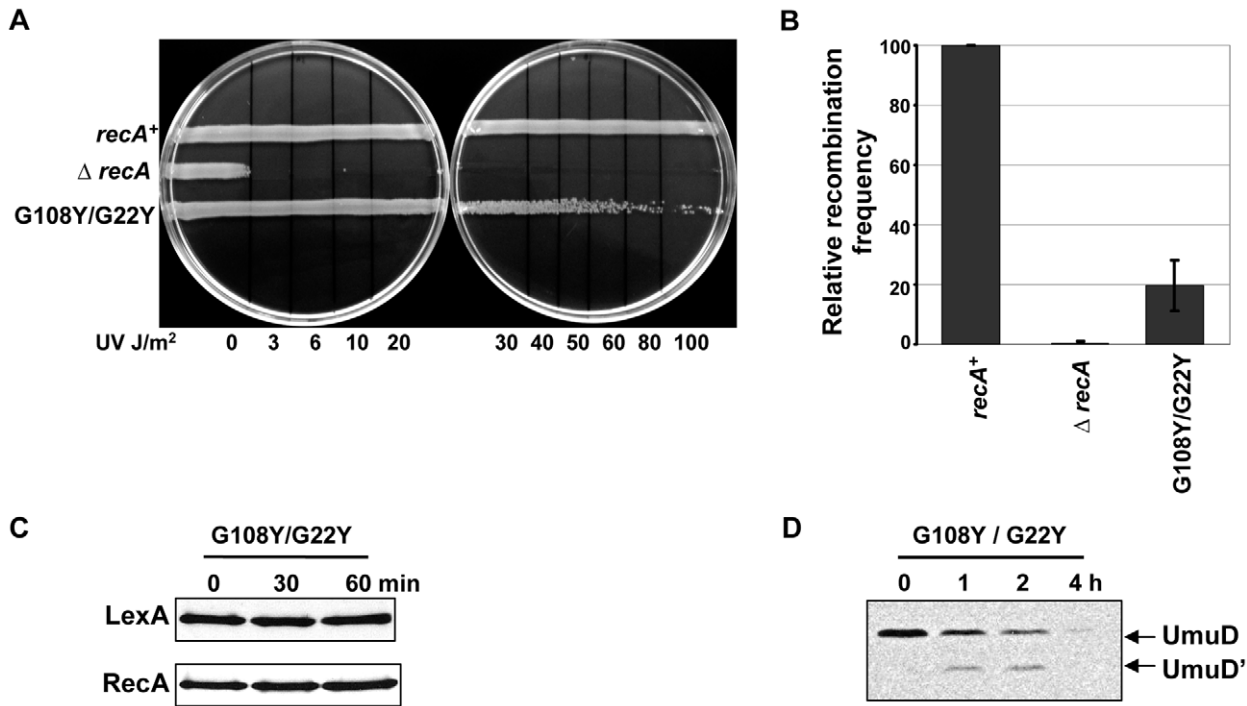 A
recA⁺
Δ recA
G108Y/G22Y
UV J/m²
0 3 6 10 20
30 40 50 60 80 100
B
Relative recombination
frequency
100
80
60
40
20
0
recA⁺
Δ recA
G108Y/G22Y
C
G108Y/G22Y
0 30 60 min
LexA
RecA
D
G108Y / G22Y
0 1 2 4 h
UmuD
UmuD’